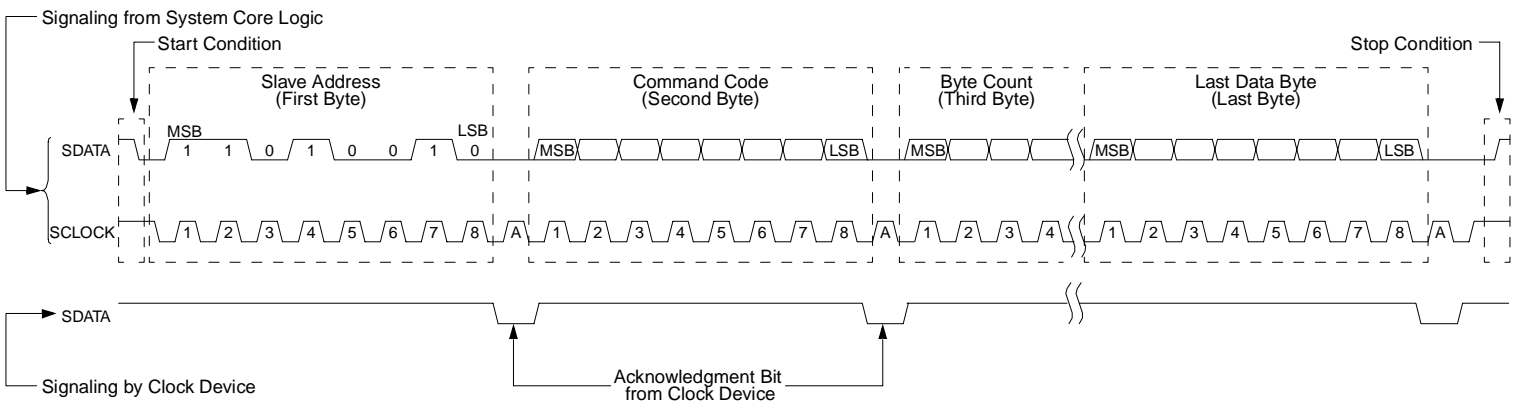 Signaling from System Core Logic
Start Condition
Stop Condition
Slave Address
(First Byte)
Command Code
(Second Byte)
Byte Count
(Third Byte)
Last Data Byte
(Last Byte)
MSB
LSB
SDATA
1 1 0 1 0 0 1 0
MSB
LSB
MSB
MSB
LSB
SCLOCK
1 2 3 4 5 6 7 8 A 1 2 3 4 5 6 7 8 A 1 2 3 4 1 2 3 4 5 6 7 8 A
SDATA
Signaling by Clock Device
Acknowledgment Bit
from Clock Device